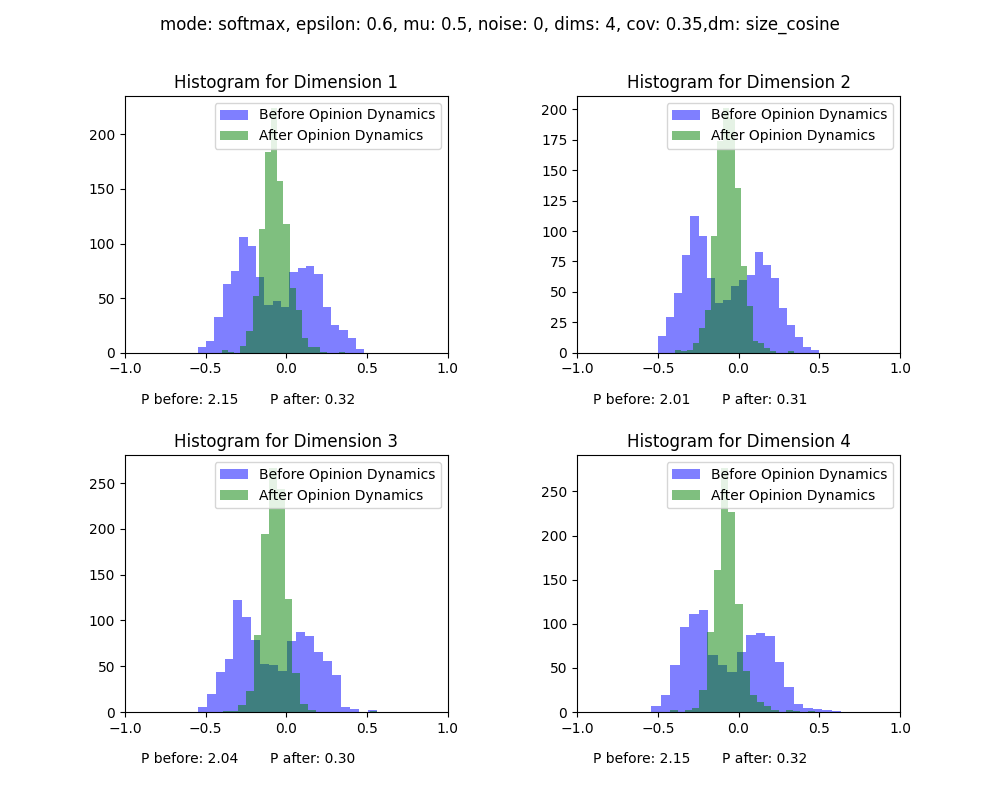 mode: softmax, epsilon: 0.6, mu: 0.5, noise: 0, dims: 4, cov: 0.35,dm: size_cosine
Histogram for Dimension 1
Before Opinion Dynamics
After Opinion Dynamics
200
150
100
50
0
−1.0 −0.5 0.0 0.5 1.0
P before: 2.15 P after: 0.32
Histogram for Dimension 2
Before Opinion Dynamics
After Opinion Dynamics
200
175
150
125
100
75
50
25
0
−1.0 −0.5 0.0 0.5 1.0
P before: 2.01 P after: 0.31
Histogram for Dimension 3
Before Opinion Dynamics
After Opinion Dynamics
250
200
150
100
50
0
−1.0 −0.5 0.0 0.5 1.0
P before: 2.04 P after: 0.30
Histogram for Dimension 4
Before Opinion Dynamics
After Opinion Dynamics
250
200
150
100
50
0
−1.0 −0.5 0.0 0.5 1.0
P before: 2.15 P after: 0.32